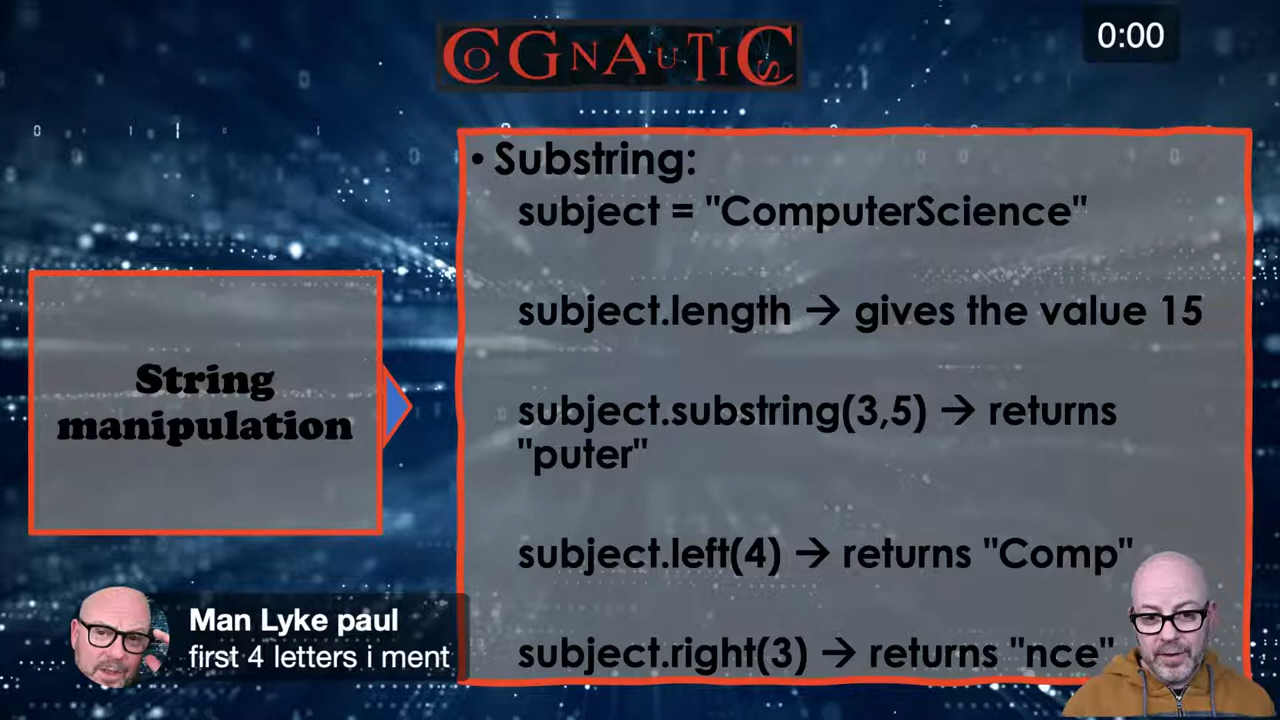 COGNAUTICS
0:00
• Substring:
subject = "ComputerScience"
subject.length → gives the value 15
subject.substring(3,5) → returns
"puter"
subject.left(4) → returns "Comp"
subject.right(3) → returns "nce"
String
manipulation
Man Lyke paul
first 4 letters i ment